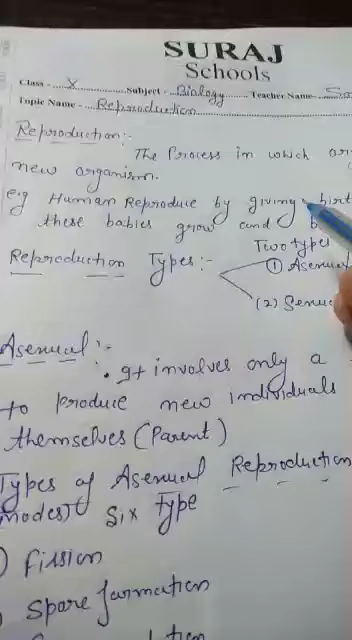 SURAJ
Schools
Class - X Subject - Biology Teacher Name-
Topic Name - Reproduction
Reproduction :-
The Process in which
new organism.
e.g Human Reproduce by giving
these babies grow and
Two type
Reproduction Types :- (1) Asexual
(2) Sexual
Asexual :-
. It involves only a
to produce new individuals
themselves (Parent)
Types of Asexual Reproduction
(modes) Six type
) fission
) Spore formation